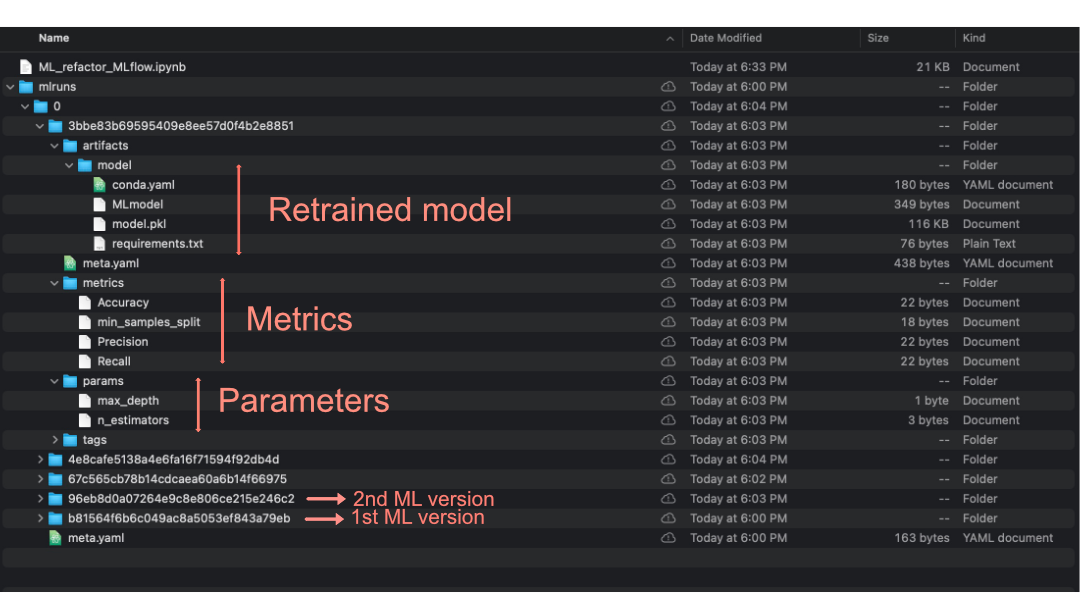 Name Date Modified Size Kind
ML_refactor_MLflow.ipynb Today at 6:33 PM 21 KB Document
mlruns Today at 6:00 PM -- Folder
0 Today at 6:04 PM -- Folder
3bbe83b69595409e8ee57d0f4b2e8851 Today at 6:03 PM -- Folder
artifacts Today at 6:03 PM -- Folder
model Today at 6:03 PM -- Folder
conda.yaml Today at 6:03 PM 180 bytes YAML document
MLmodel Today at 6:03 PM 349 bytes Document
Retrained model
model.pkl Today at 6:03 PM 116 KB Document
requirements.txt Today at 6:03 PM 76 bytes Plain Text
meta.yaml Today at 6:03 PM 438 bytes YAML document
metrics Today at 6:03 PM -- Folder
Accuracy Today at 6:03 PM 22 bytes Document
min_samples_split Today at 6:03 PM 18 bytes Document
Metrics
Precision Today at 6:03 PM 22 bytes Document
Recall Today at 6:03 PM 22 bytes Document
params Today at 6:03 PM -- Folder
max_depth Today at 6:03 PM 1 byte Document
Parameters
n_estimators Today at 6:03 PM 3 bytes Document
tags Today at 6:03 PM -- Folder
4e8cafe5138a4e6fa16f71594f92db4d Today at 6:04 PM -- Folder
67c565cb78b14cdcaea60a6b14f66975 Today at 6:02 PM -- Folder
96eb8d0a07264e9c8e806ce215e246c2 2nd ML version Today at 6:03 PM -- Folder
b81564f6b6c049ac8a5053ef843a79eb 1st ML version Today at 6:00 PM -- Folder
meta.yaml Today at 6:00 PM 163 bytes YAML document